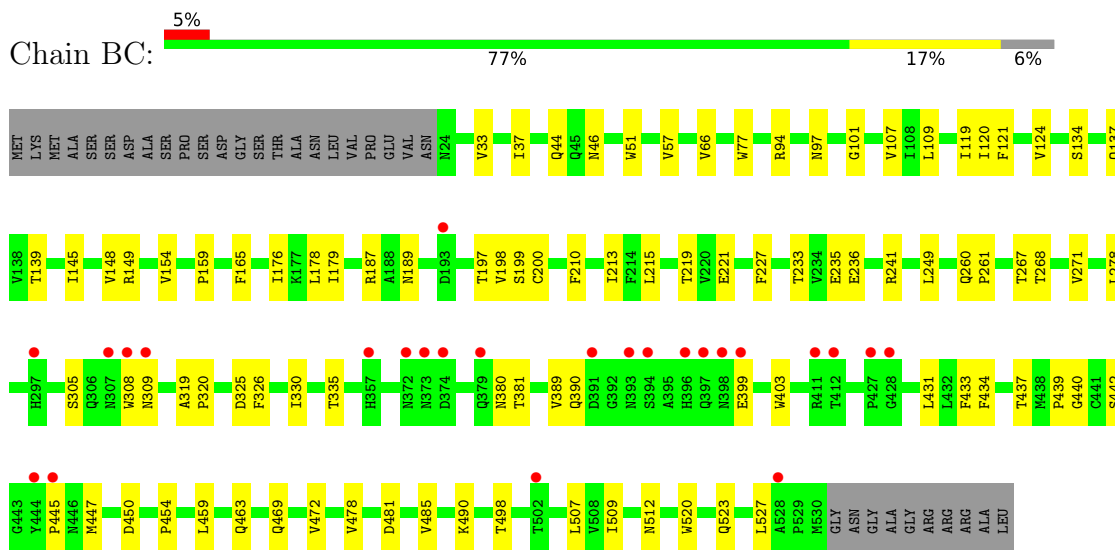 5%
Chain BC:
77% 17% 6%
MET LYS MET ALA SER SER ASP ALA SER PRO SER ASP GLY SER THR ALA ASN LEU VAL PRO GLU VAL ASN N24 V33 I37 Q44 Q45 N46 W51 V57 V66 W77 R94 N97 G101 V107 I108 L109 I119 I120 F121 V124 S134
V138 T139 I145 V148 R149 V154 P159 F165 I176 K177 L178 I179 R187 A188 N189 D193 T197 V198 S199 C200 F210 I213 F214 L215 T219 V220 E221 F227 T233 V234 E235 E236 R241 L249 Q260 P261 T267 T268 V271
H297 S305 Q306 N307 W308 N309 A319 P320 D325 F326 I330 T335 H357 N372 N373 D374 Q379 N380 T381 V389 Q390 D391 G392 N393 S394 A395 H396 Q397 N398 E399 W403 R411 T412 P427 G428 L431 L432 F433 F434 T437 M438 P439 G440 C441 S442
G443 Y444 P445 N446 M447 D450 P454 L459 Q463 Q469 V472 V478 D481 V485 K490 T498 T502 L507 V508 I509 N512 W520 Q523 L527 A528 P529 M530 GLY ASN GLY ALA GLY ARG ARG ARG ALA LEU